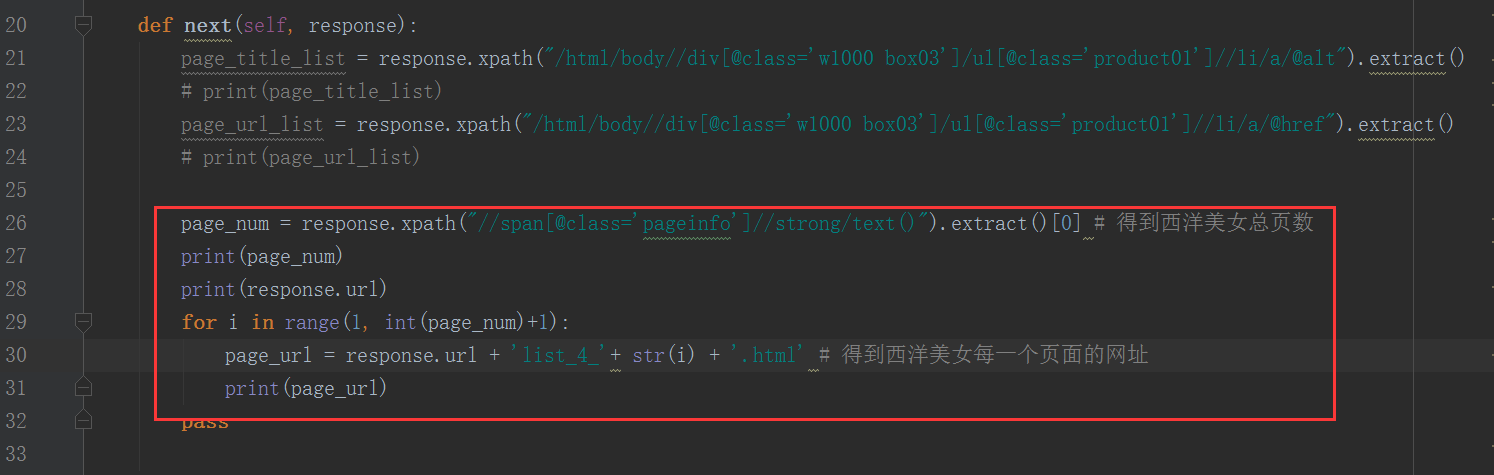 20 def next(self, response):
21 page_title_list = response.xpath("/html/body//div[@class='w1000 box03']/ul[@class='product01']//li/a/@alt").extract()
22 # print(page_title_list)
23 page_url_list = response.xpath("/html/body//div[@class='w1000 box03']/ul[@class='product01']//li/a/@href").extract()
24 # print(page_url_list)
25
26 page_num = response.xpath("//span[@class='pageinfo']//strong/text()").extract()[0] # 得到西洋美女总页数
27 print(page_num)
28 print(response.url)
29 for i in range(1, int(page_num)+1):
30 page_url = response.url + 'list_4_'+ str(i) + '.html' # 得到西洋美女每一个页面的网址
31 print(page_url)
32 pass
33